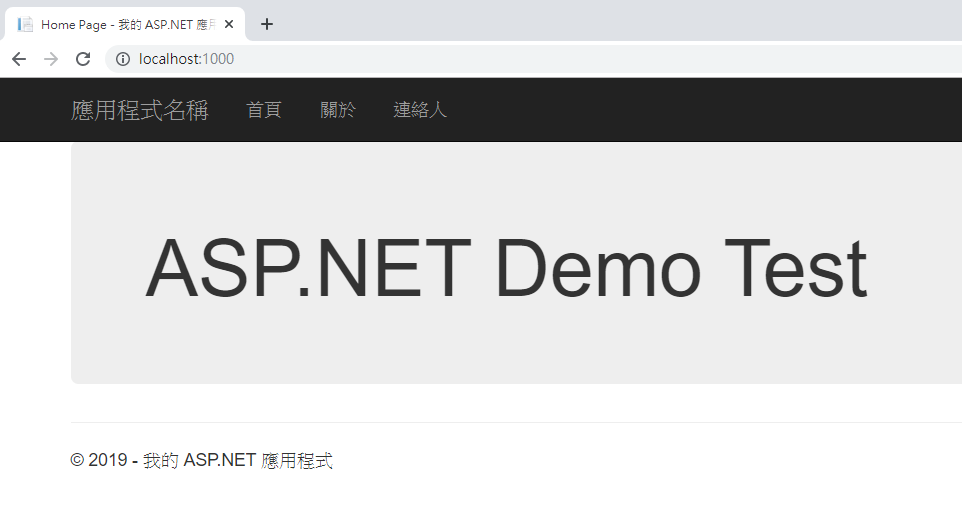 Home Page - 我的 ASP.NET 應用
localhost:1000
應用程式名稱 首頁 關於 連絡人
ASP.NET Demo Test
© 2019 - 我的 ASP.NET 應用程式